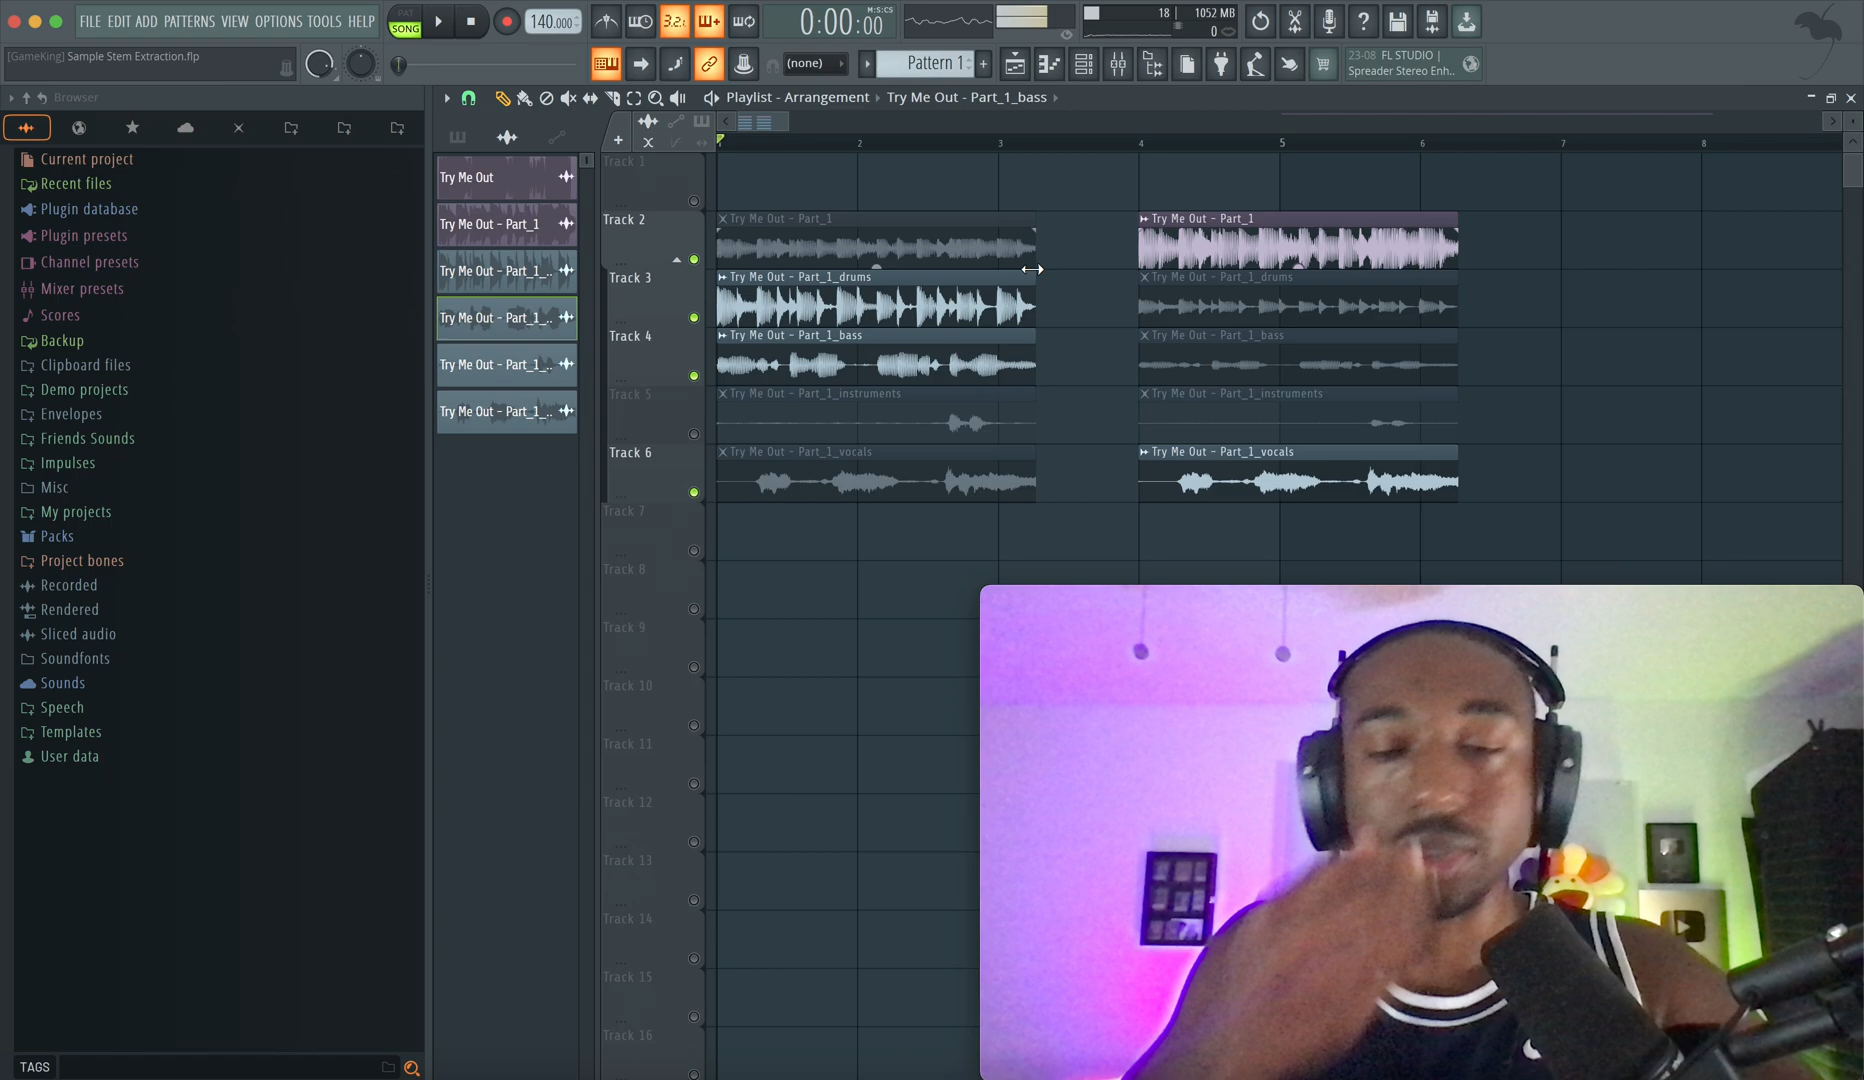 FILE EDIT ADD PATTERNS VIEW OPTIONS TOOLS HELP
PAT
SONG
140.000
3.2.
0:00:00
M:S:CS
18
1052 MB
0
[GameKing] Sample Stem Extraction.flp
(none)
Pattern 1
23-08 FL STUDIO |
Spreader Stereo Enh..
Browser
Playlist - Arrangement › Try Me Out - Part_1_bass ›
Current project
Recent files
Plugin database
Plugin presets
Channel presets
Mixer presets
Scores
Backup
Clipboard files
Demo projects
Envelopes
Friends Sounds
Impulses
Misc
My projects
Packs
Project bones
Recorded
Rendered
Sliced audio
Soundfonts
Sounds
Speech
Templates
User data
TAGS
Try Me Out
Try Me Out - Part_1
Try Me Out - Part_1_..
Try Me Out - Part_1_..
Try Me Out - Part_1_..
Try Me Out - Part_1_..
2 3 4 5 6 7 8
Track 1
Track 2
Try Me Out - Part_1
Try Me Out - Part_1
Track 3
Try Me Out - Part_1_drums
Try Me Out - Part_1_drums
Track 4
Try Me Out - Part_1_bass
Try Me Out - Part_1_bass
Track 5
Try Me Out - Part_1_instruments
Try Me Out - Part_1_instruments
Track 6
Try Me Out - Part_1_vocals
Try Me Out - Part_1_vocals
Track 7
Track 8
Track 9
Track 10
Track 11
Track 12
Track 13
Track 14
Track 15
Track 16